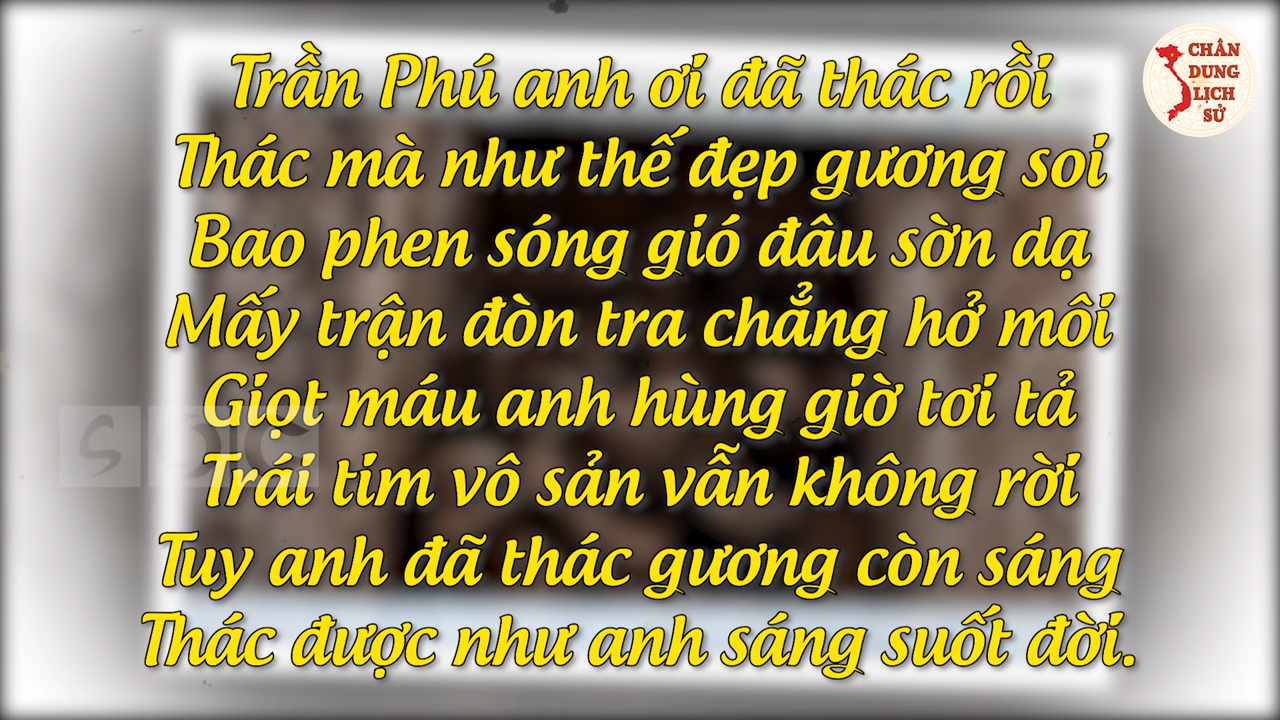 Trần Phú anh ơi đã thác rồi
Thác mà như thế đẹp gương soi
Bao phen sóng gió đâu sờn dạ
Mấy trận đòn tra chẳng hở môi
Giọt máu anh hùng giờ tơi tả
Trái tim vô sản vẫn không rời
Tuy anh đã thác gương còn sáng
Thác được như anh sáng suốt đời.
CHÂN
DUNG
LỊCH
SỬ